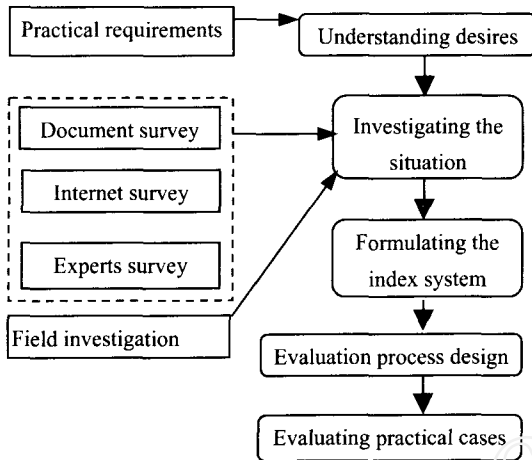 Practical requirements
Understanding desires
Document survey
Internet survey
Experts survey
Field investigation
Investigating the
situation
Formulating the
index system
Evaluation process design
Evaluating practical cases